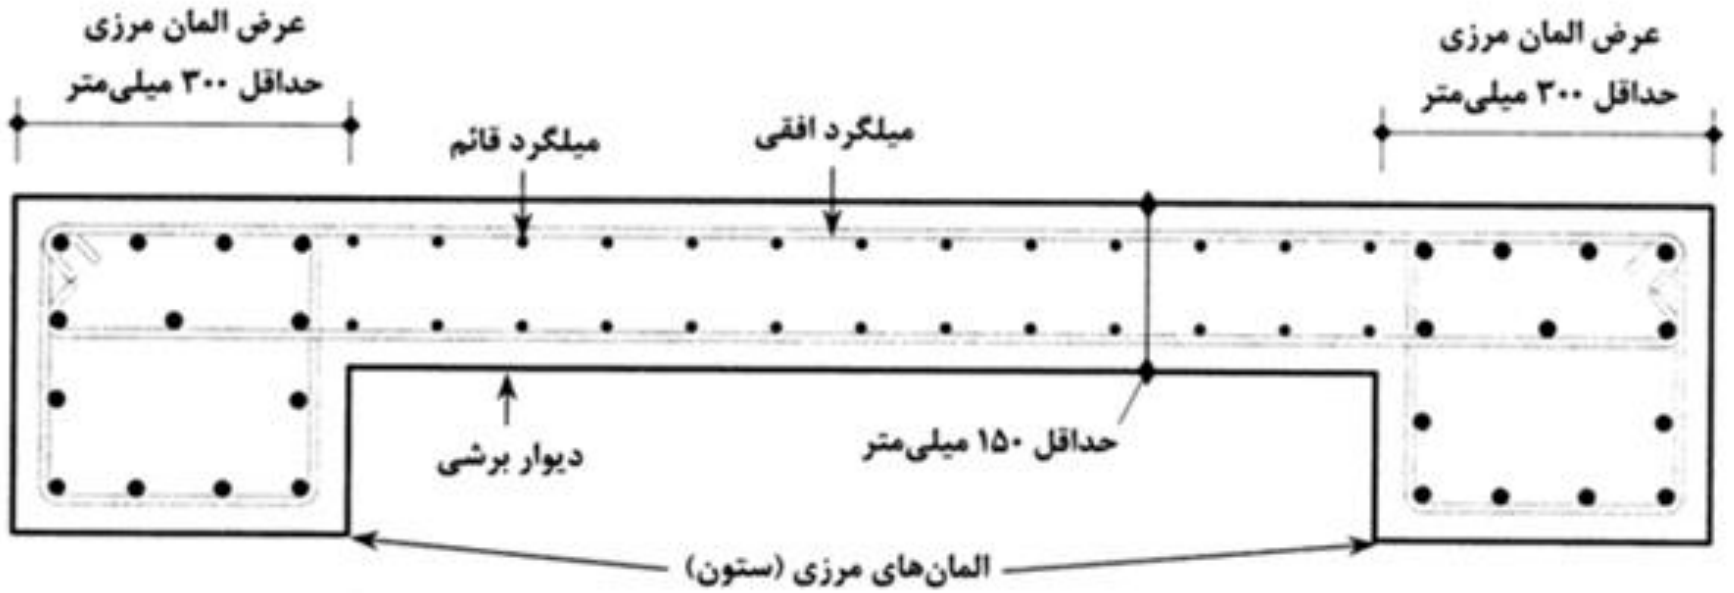 عرض المان مرزی
حداقل ۳۰۰ میلی‌متر
عرض المان مرزی
حداقل ۳۰۰ میلی‌متر
میلگرد قائم
میلگرد افقی
دیوار برشی
حداقل ۱۵۰ میلی‌متر
المان‌های مرزی (ستون)